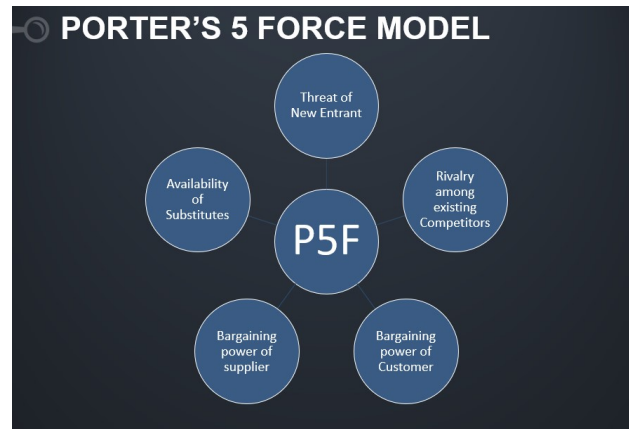 PORTER'S 5 FORCE MODEL
Threat of
New Entrant
Availability
of
Substitutes
Rivalry
among
existing
Competitors
P5F
Bargaining
power of
supplier
Bargaining
power of
Customer